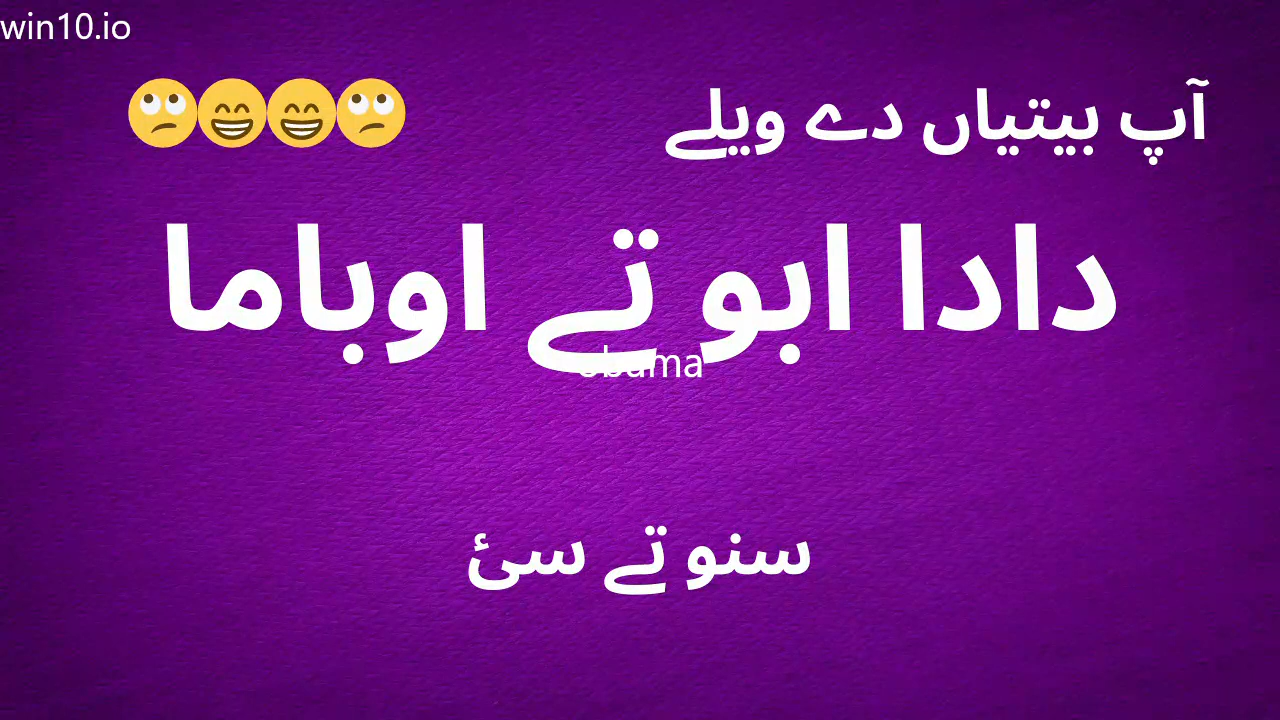 win10.io
آپ بیتیاں دے ویلے 🙄😁😁🙄
دادا ابو تے اوباما
obama
سنو تے سئ